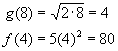 g(8) = √(2·8) = 4
f(4) = 5(4)² = 80